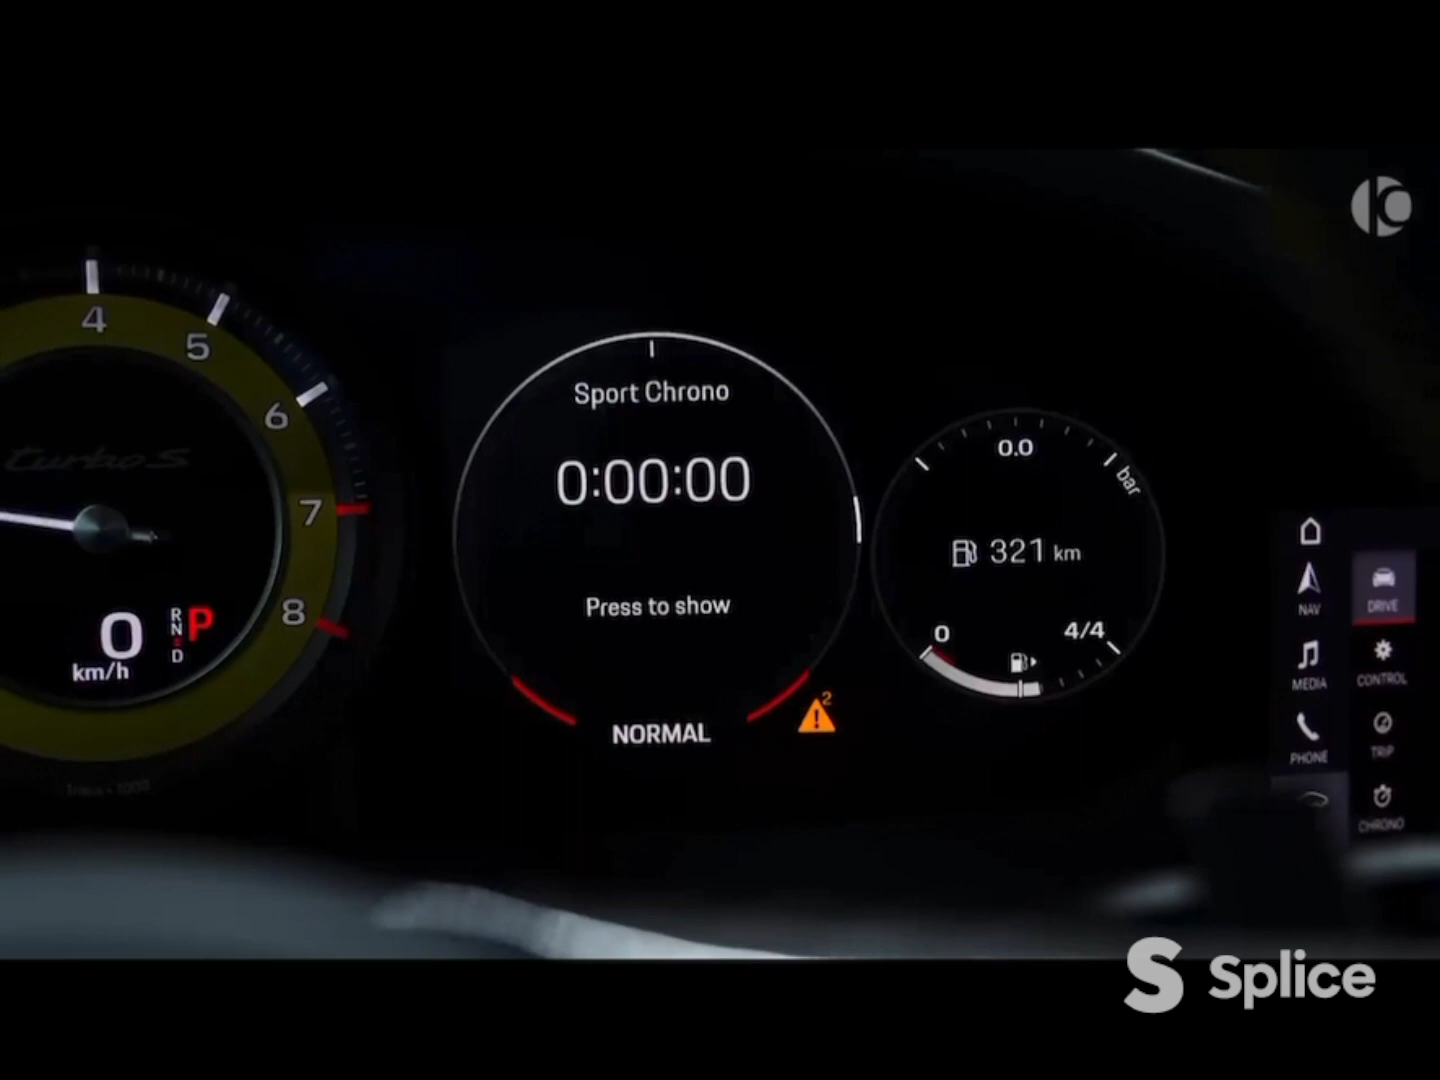 4
5
6
7
8
turbo S
0
km/h
R
N
D
P
Sport Chrono
0:00:00
Press to show
NORMAL
2
0.0
bar
321 km
0
4/4
NAV
MEDIA
PHONE
DRIVE
CONTROL
TRIP
CHRONO
S Splice